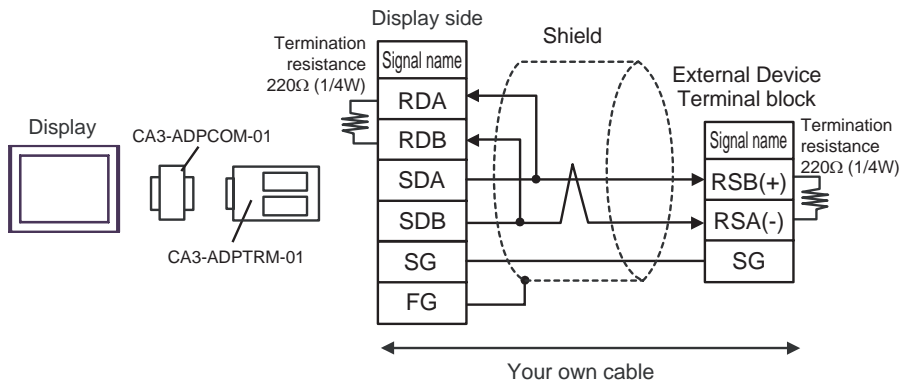 Display side
Termination
resistance
220Ω (1/4W)
Shield
External Device
Terminal block
Signal name
RDA
RDB
SDA
SDB
SG
FG
Display
CA3-ADPCOM-01
CA3-ADPTRM-01
Signal name
RSB(+)
RSA(-)
SG
Termination
resistance
220Ω (1/4W)
Your own cable